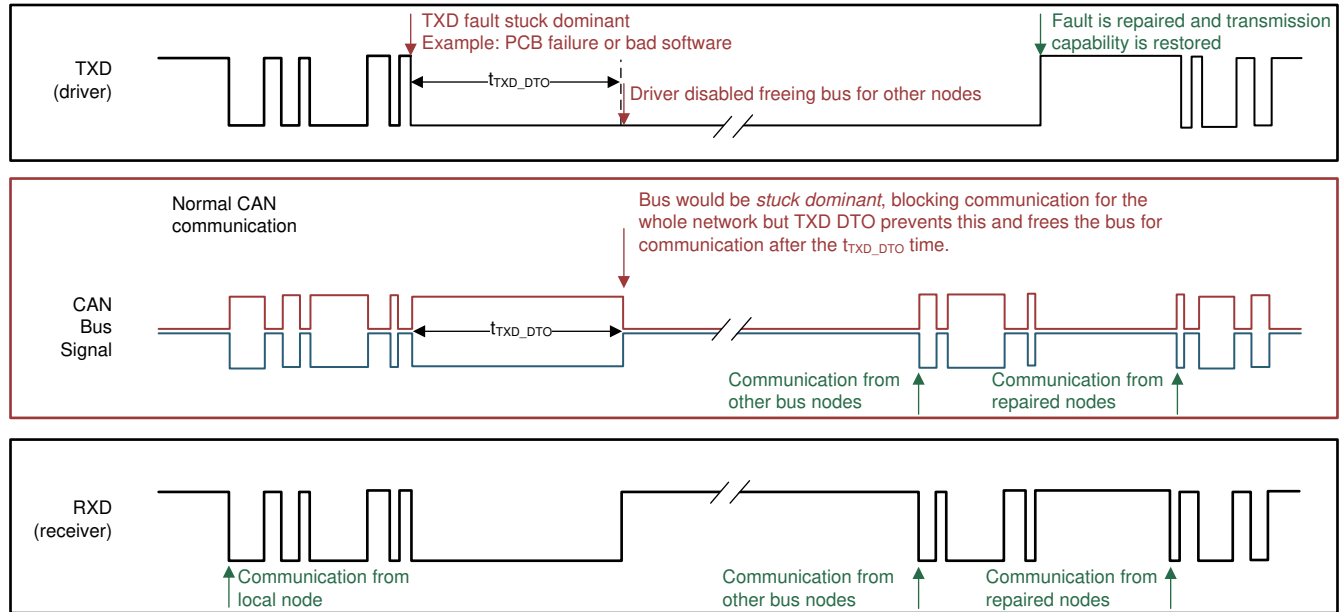 TXD fault stuck dominant
Example: PCB failure or bad software
Fault is repaired and transmission
capability is restored
TXD
(driver)
tTXD_DTO
Driver disabled freeing bus for other nodes
Normal CAN
communication
Bus would be stuck dominant, blocking communication for the
whole network but TXD DTO prevents this and frees the bus for
communication after the tTXD_DTO time.
CAN
Bus
Signal
tTXD_DTO
Communication from
other bus nodes
Communication from
repaired nodes
RXD
(receiver)
Communication from
local node
Communication from
other bus nodes
Communication from
repaired nodes